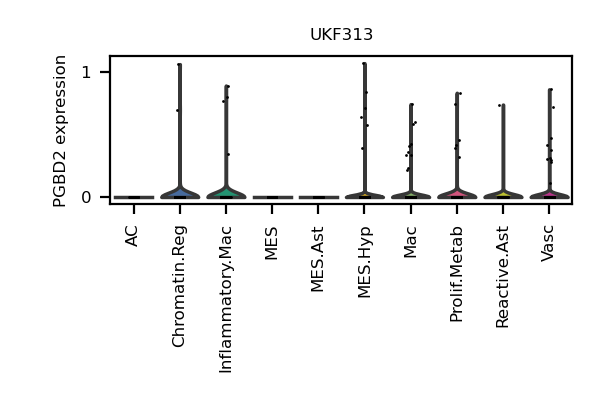 UKF313
PGBD2 expression
1
0
AC
Chromatin.Reg
Inflammatory.Mac
MES
MES.Ast
MES.Hyp
Mac
Prolif.Metab
Reactive.Ast
Vasc